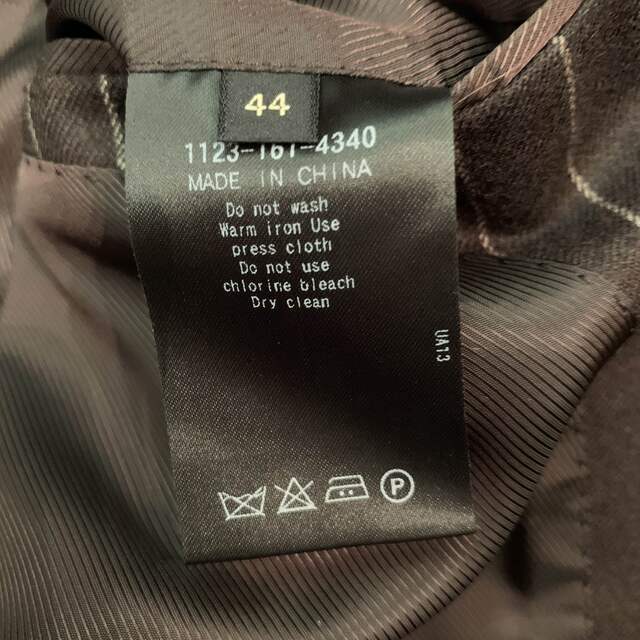 44
1123-161-4340
MADE IN CHINA
Do not wash
Warm iron Use
press cloth
Do not use
chlorine bleach
Dry clean
UA13
P